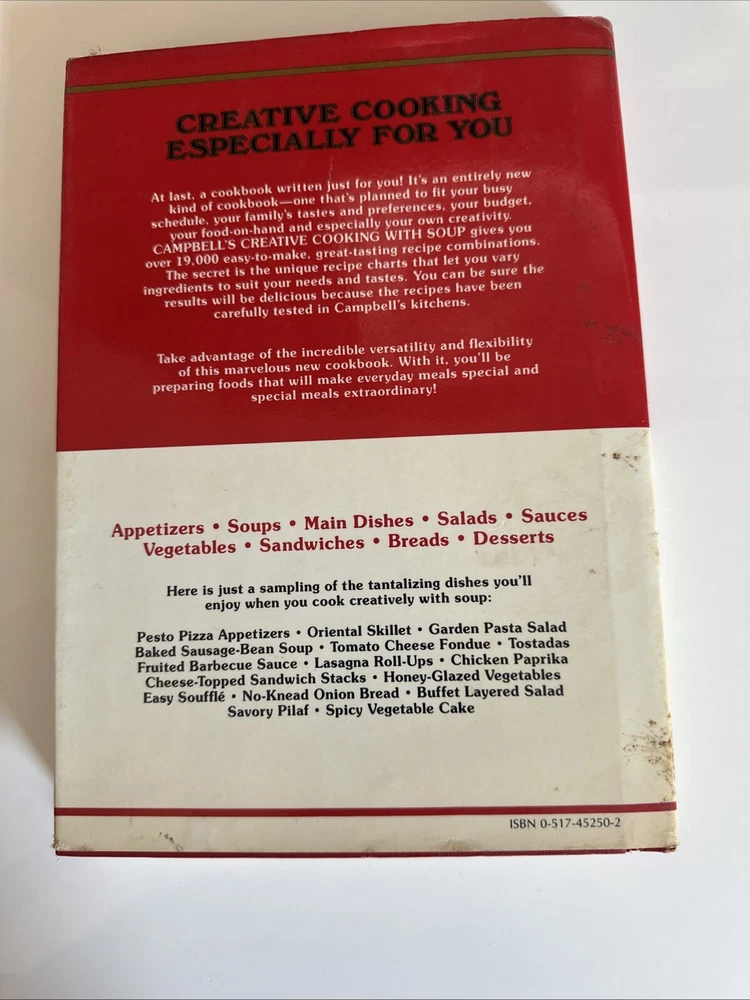 CREATIVE COOKING
ESPECIALLY FOR YOU
At last, a cookbook written just for you! It's an entirely new
kind of cookbook—one that's planned to fit your busy
schedule, your family's tastes and preferences, your budget,
your food-on-hand and especially your own creativity.
CAMPBELL'S CREATIVE COOKING WITH SOUP gives you
over 19,000 easy-to-make, great-tasting recipe combinations.
The secret is the unique recipe charts that let you vary
ingredients to suit your needs and tastes. You can be sure the
results will be delicious because the recipes have been
carefully tested in Campbell's kitchens.
Take advantage of the incredible versatility and flexibility
of this marvelous new cookbook. With it, you'll be
preparing foods that will make everyday meals special and
special meals extraordinary!
Appetizers • Soups • Main Dishes • Salads • Sauces
Vegetables • Sandwiches • Breads • Desserts
Here is just a sampling of the tantalizing dishes you'll
enjoy when you cook creatively with soup:
Pesto Pizza Appetizers • Oriental Skillet • Garden Pasta Salad
Baked Sausage-Bean Soup • Tomato Cheese Fondue • Tostadas
Fruited Barbecue Sauce • Lasagna Roll-Ups • Chicken Paprika
Cheese-Topped Sandwich Stacks • Honey-Glazed Vegetables
Easy Soufflé • No-Knead Onion Bread • Buffet Layered Salad
Savory Pilaf • Spicy Vegetable Cake
ISBN 0-517-45250-2